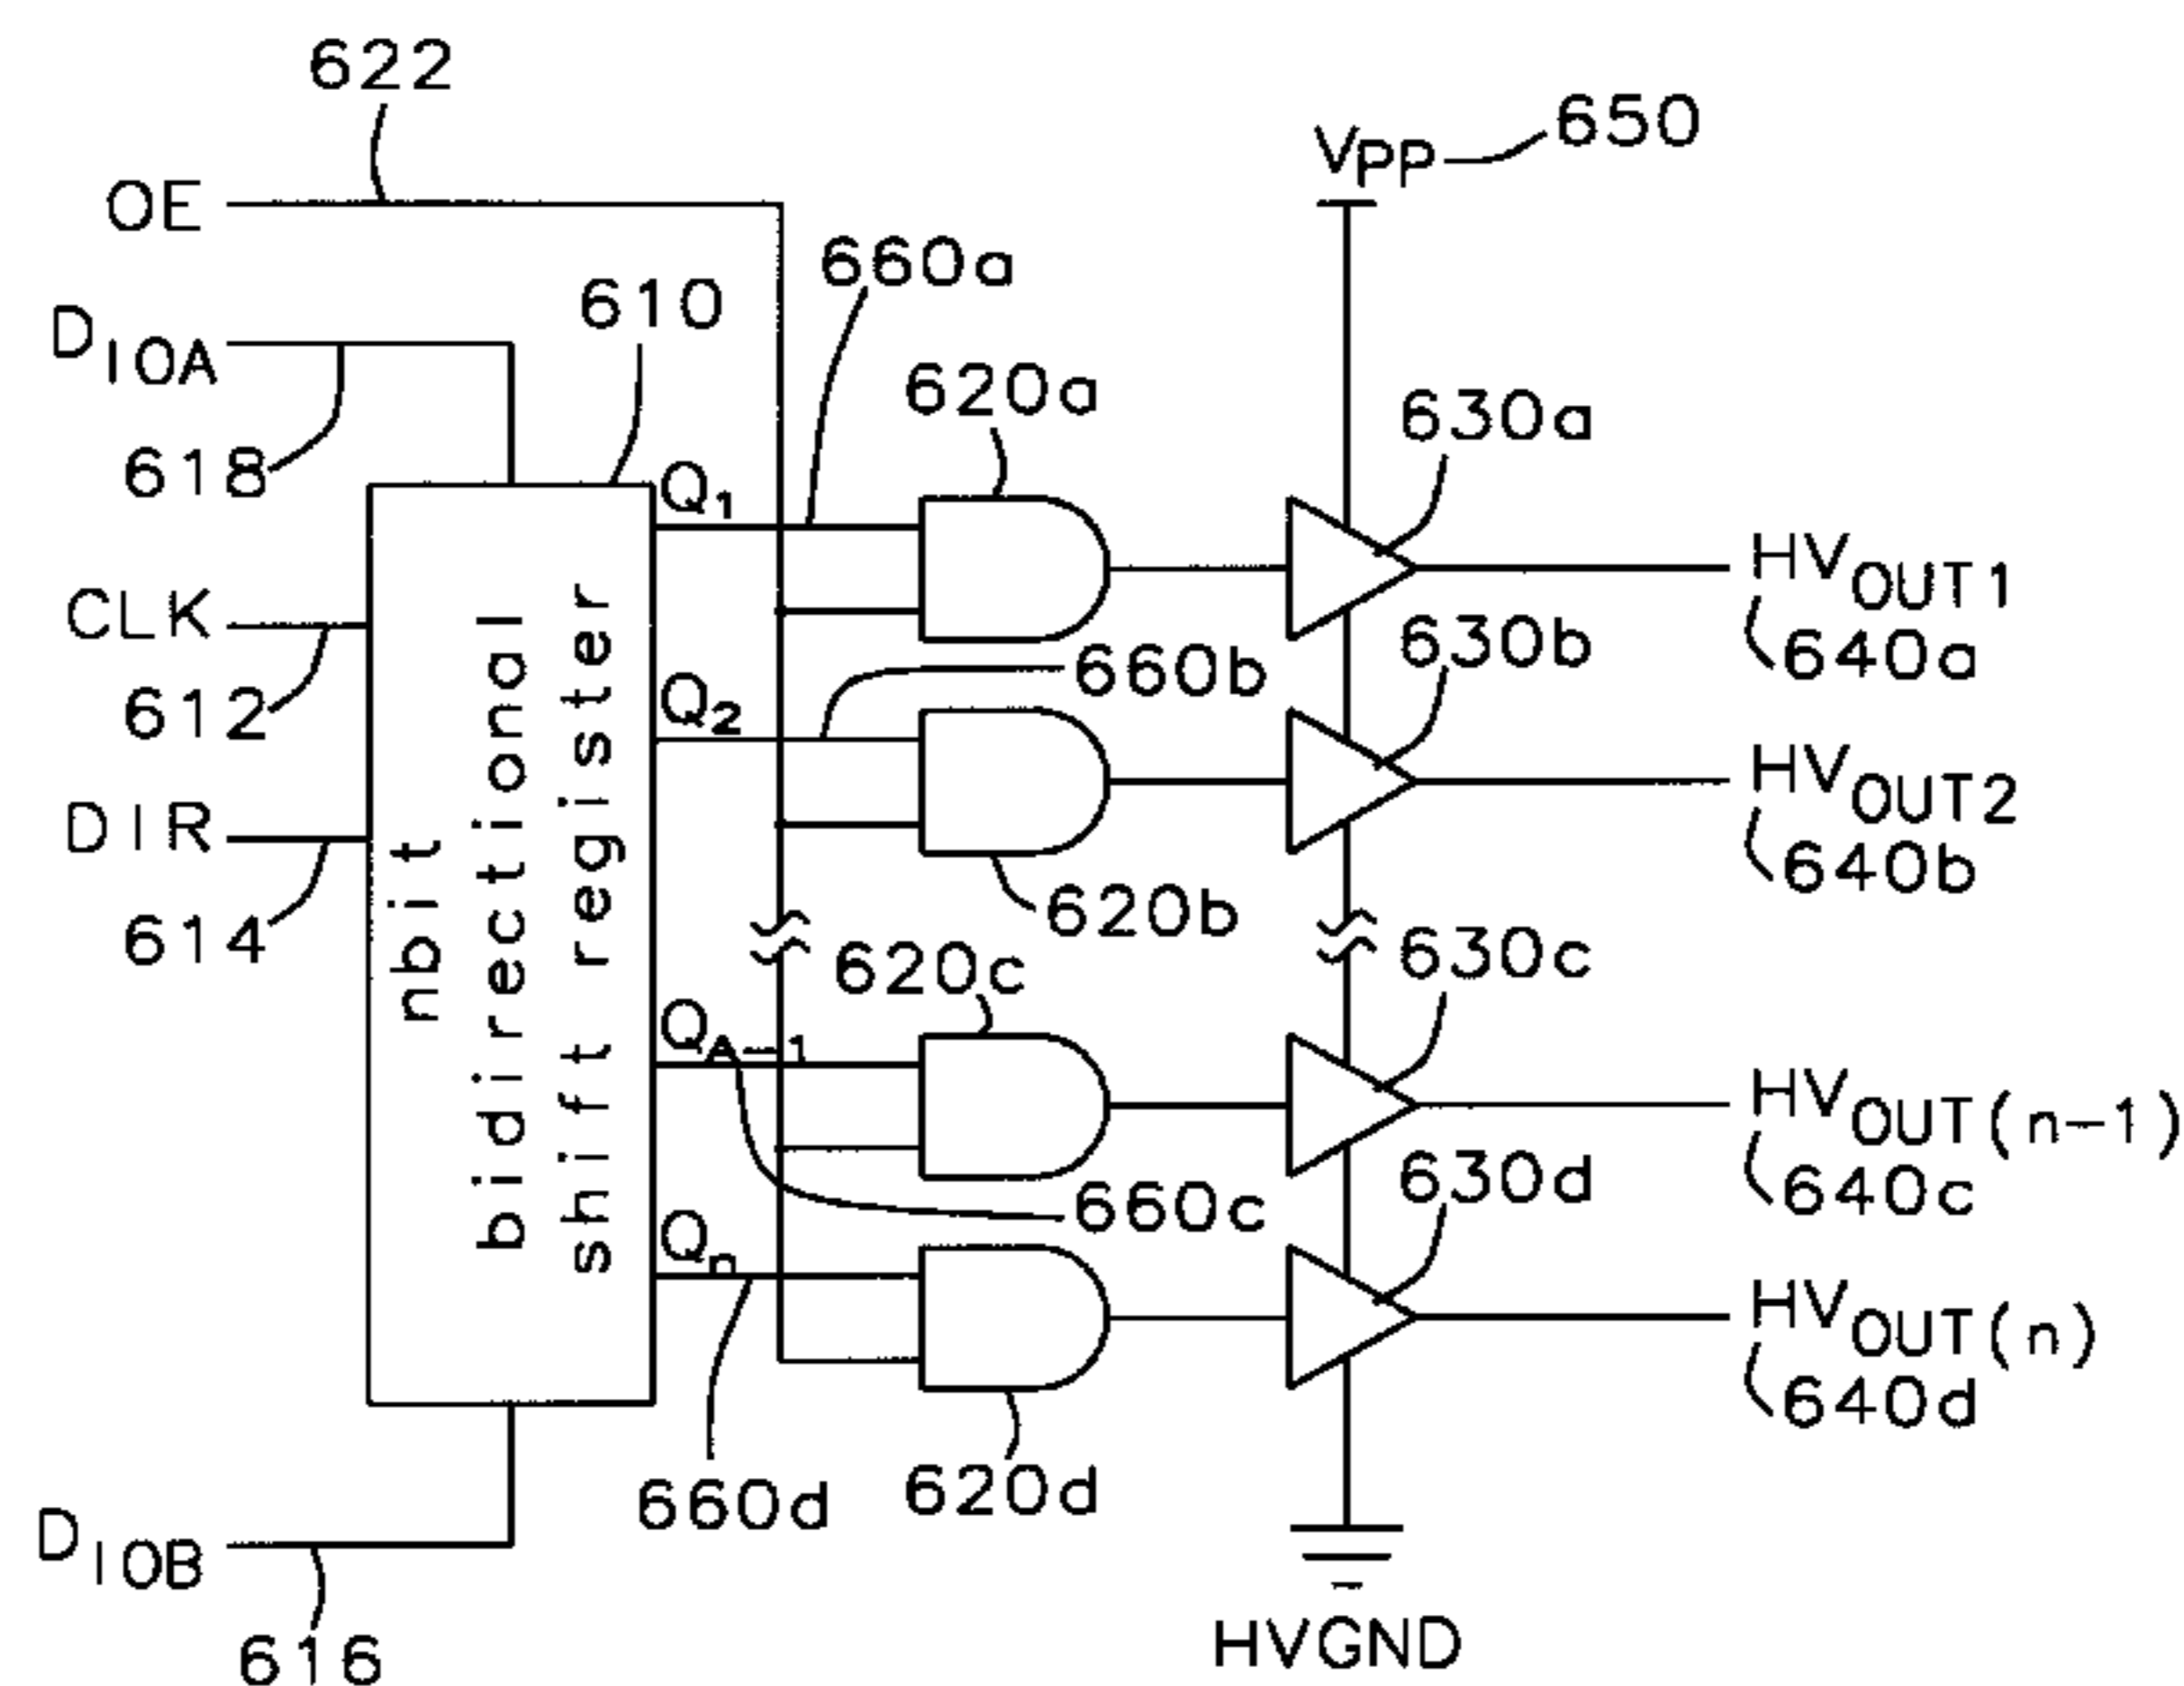 622
OE
660a
VPP
650
610
DIOA
618
620a
630a
Q1
HVOUT1
640a
CLK
612
660b
630b
Q2
HVOUT2
640b
DIR
614
620b
nbit
bidirectional
shift register
620c
630c
QA-1
HVOUT(n-1)
640c
660c
630d
Qn
HVOUT(n)
640d
660d
620d
DIOB
616
HVGND